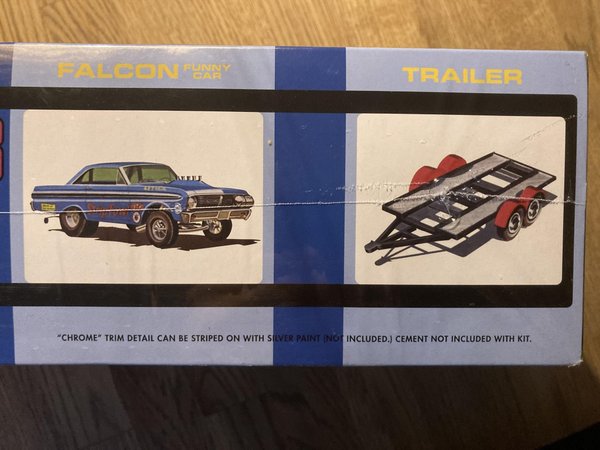 FALCON FUNNY CAR
TRAILER
"CHROME" TRIM DETAIL CAN BE STRIPED ON WITH SILVER PAINT (NOT INCLUDED.) CEMENT NOT INCLUDED WITH KIT.